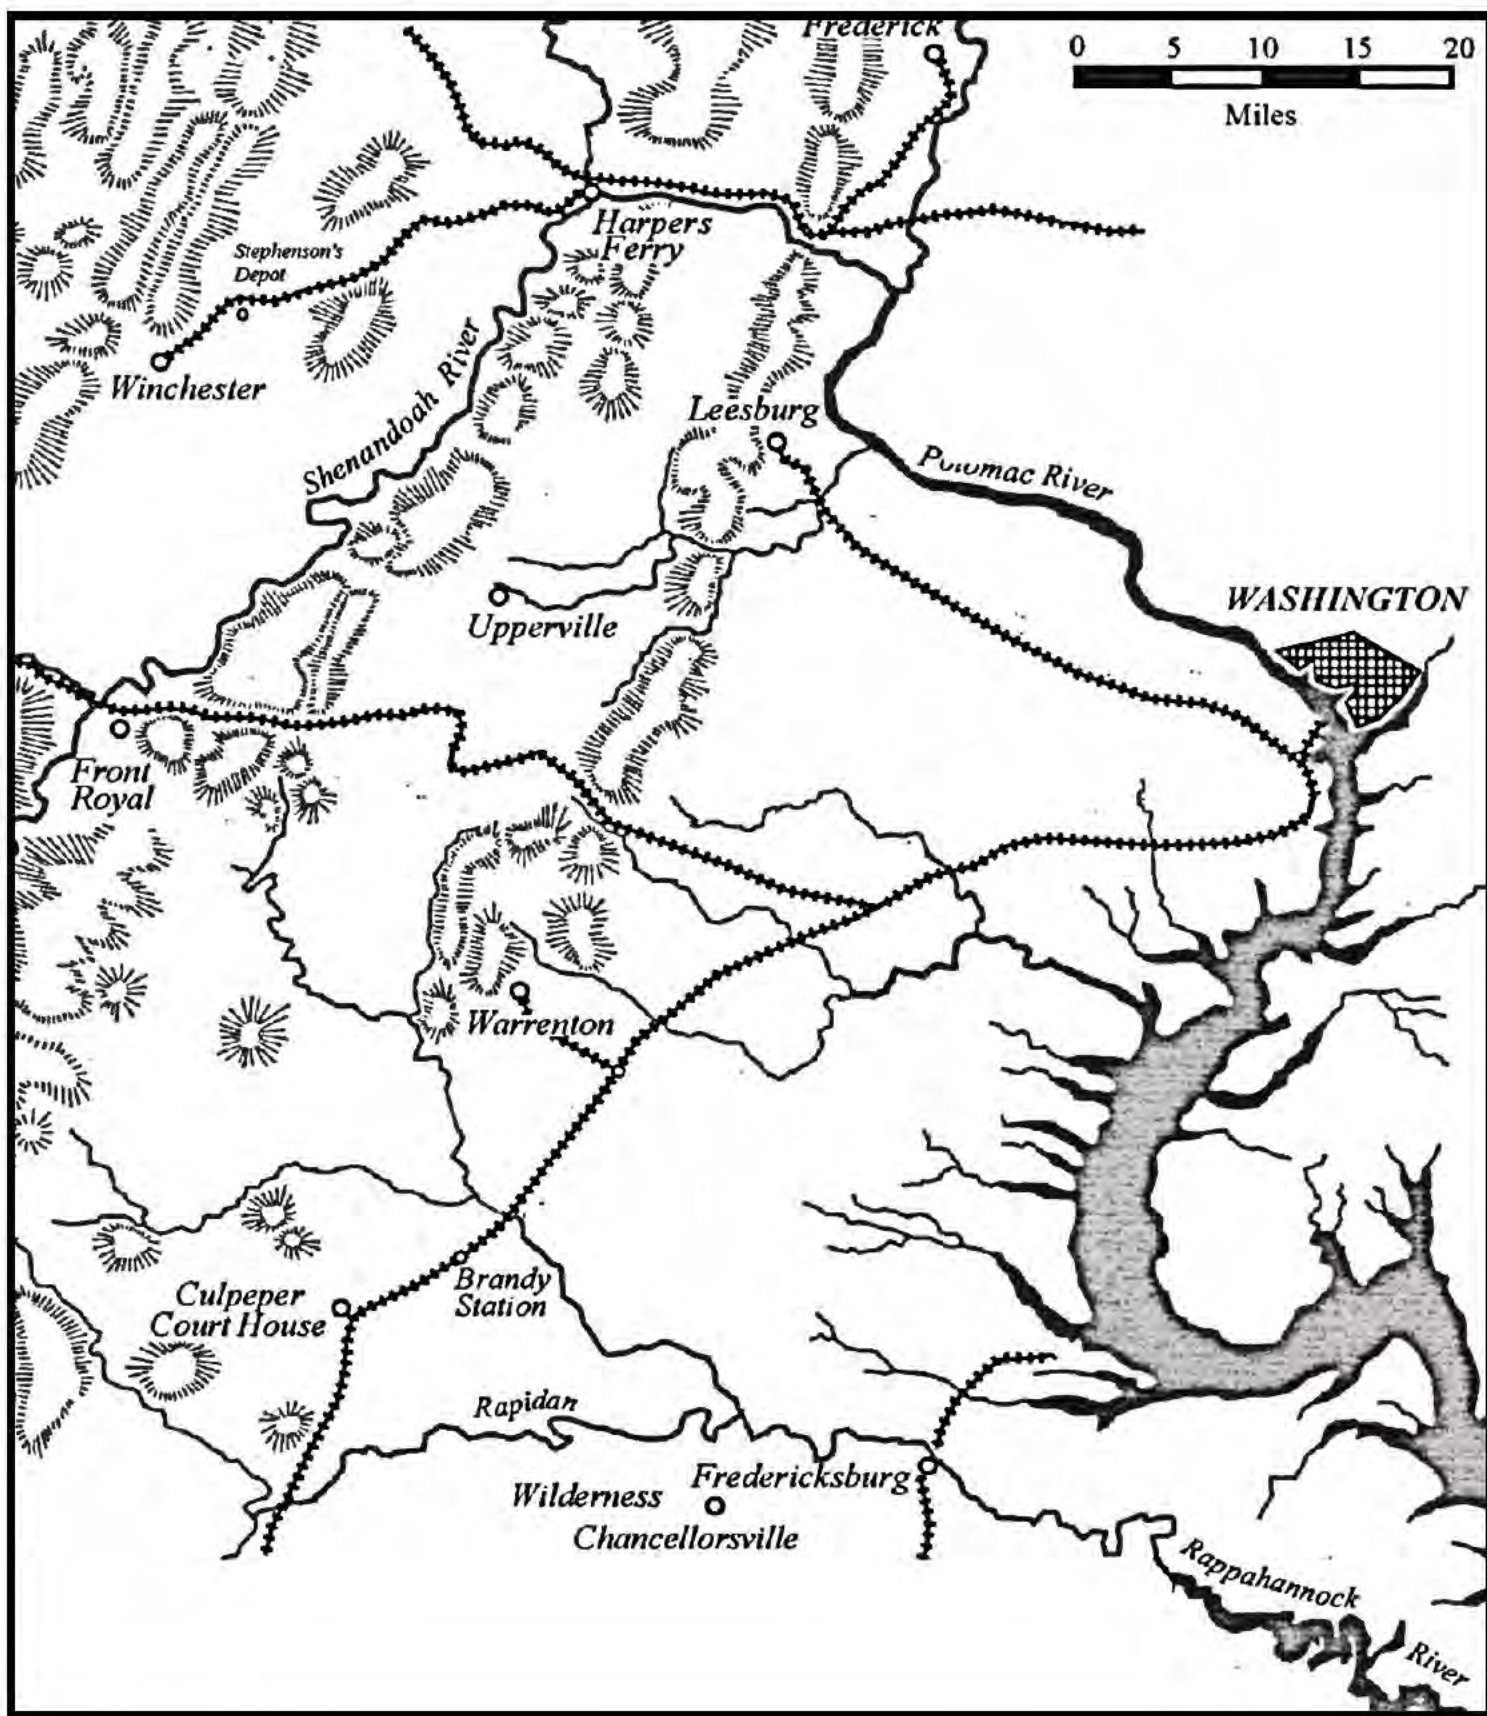 Frederick
0 5 10 15 20
Miles
Harpers
Ferry
Stephenson's
Depot
Winchester
Shenandoah River
Leesburg
Potomac River
WASHINGTON
Upperville
Front
Royal
Warrenton
Brandy
Station
Culpeper
Court House
Rapidan
Fredericksburg
Wilderness
Chancellorsville
Rappahannock
River